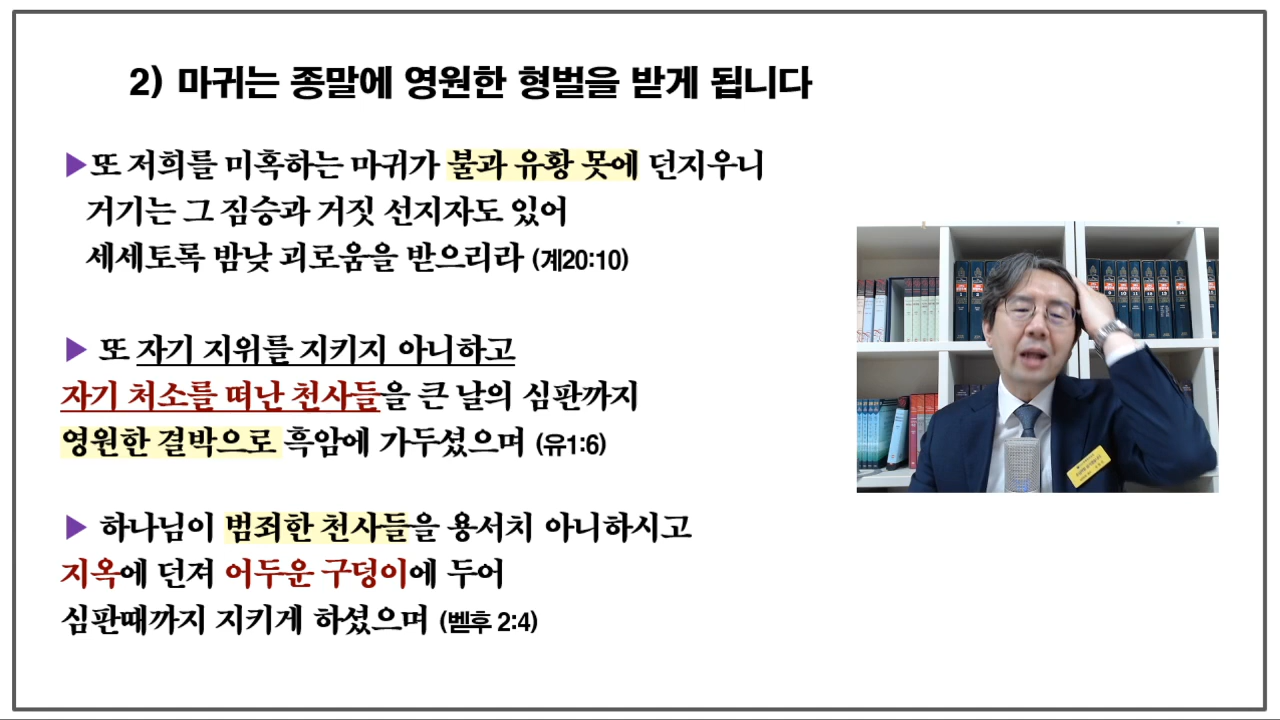 2) 마귀는 종말에 영원한 형벌을 받게 됩니다
▶또 저희를 미혹하는 마귀가 불과 유황 못에 던지우니
거기는 그 짐승과 거짓 선지자도 있어
세세토록 밤낮 괴로움을 받으리라 (계20:10)
▶ 또 자기 지위를 지키지 아니하고
자기 처소를 떠난 천사들을 큰 날의 심판까지
영원한 결박으로 흑암에 가두셨으며 (유1:6)
▶ 하나님이 범죄한 천사들을 용서치 아니하시고
지옥에 던져 어두운 구덩이에 두어
심판때까지 지키게 하셨으며 (벧후 2:4)